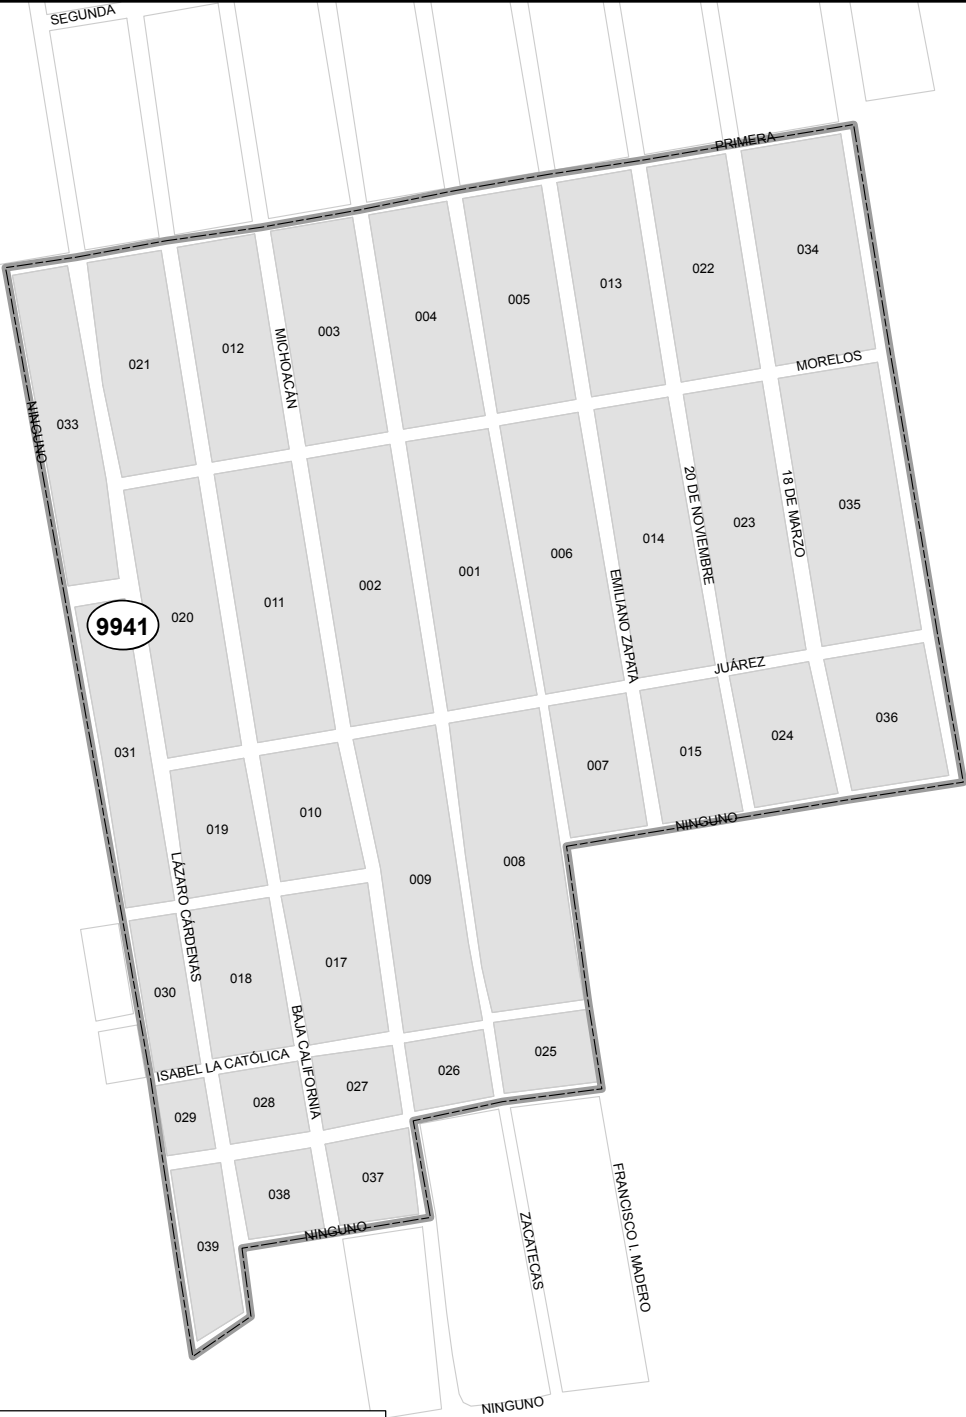 SEGUNDA
PRIMERA
034
022
013
005
004
003
012
021
033
NINGUNO
MICHOACÁN
MORELOS
035
18 DE MARZO
023
20 DE NOVIEMBRE
014
EMILIANO ZAPATA
006
001
002
011
020
9941
031
JUÁREZ
036
024
015
007
NINGUNO
008
009
010
019
LÁZARO CÁRDENAS
030
018
017
BAJA CALIFORNIA
ISABEL LA CATÓLICA
025
026
027
028
029
037
038
039
NINGUNO
ZACATECAS
FRANCISCO I. MADERO
NINGUNO